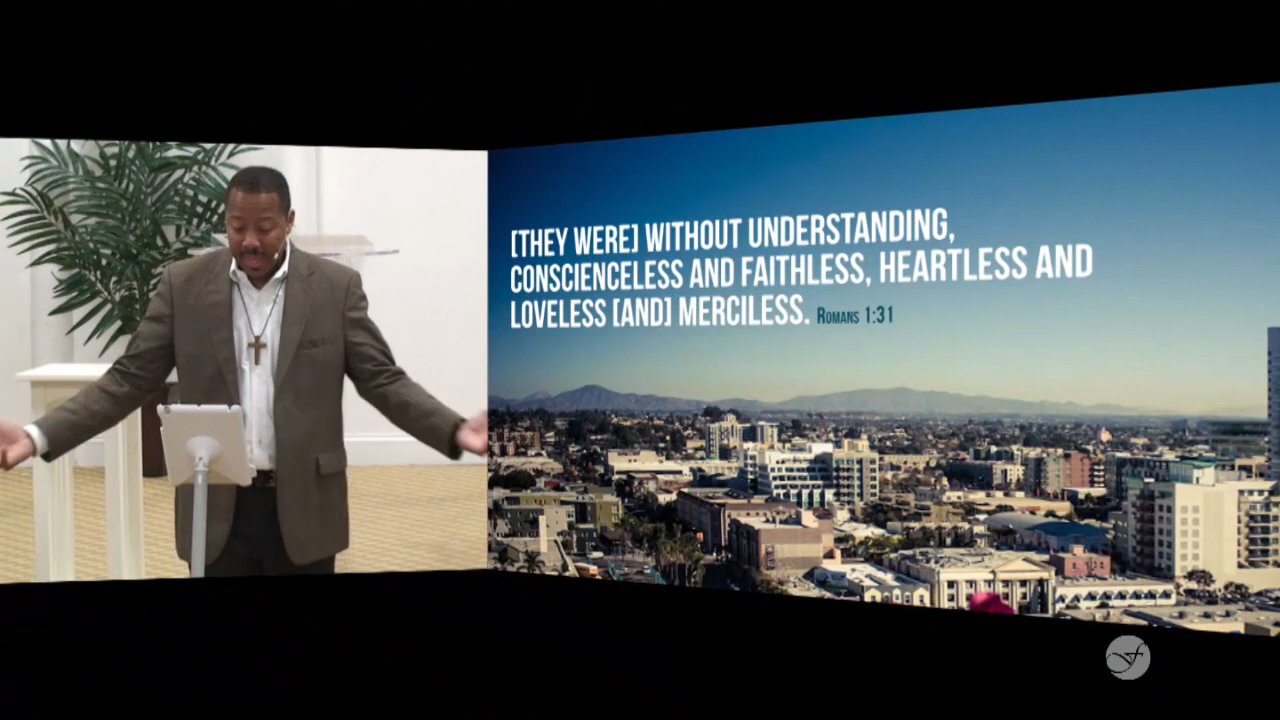 [THEY WERE] WITHOUT UNDERSTANDING,
CONSCIENCELESS AND FAITHLESS, HEARTLESS AND
LOVELESS [AND] MERCILESS. ROMANS 1:31